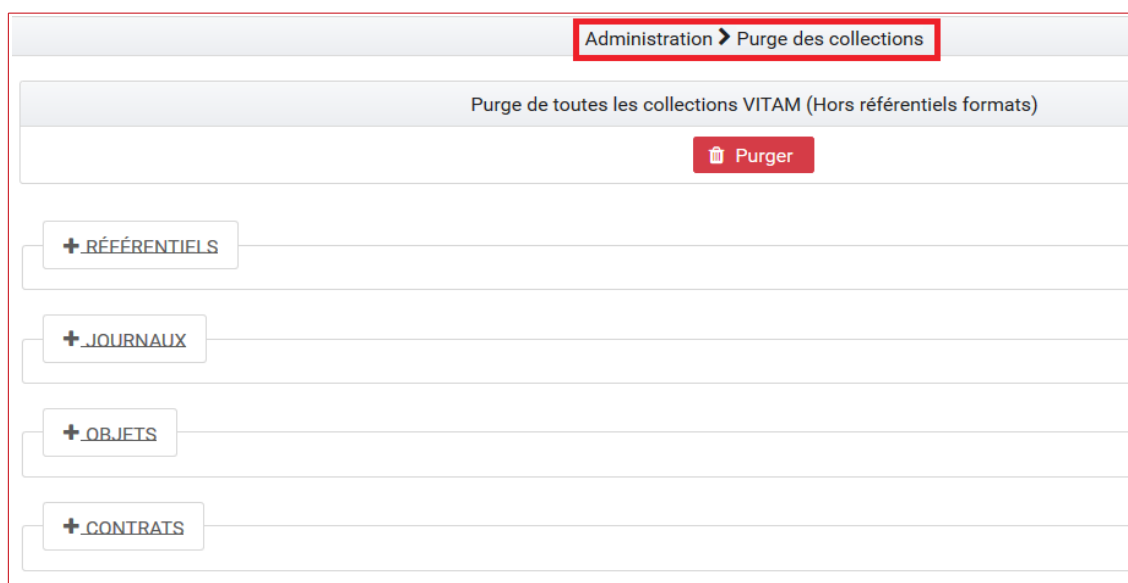 Administration > Purge des collections
Purge de toutes les collections VITAM (Hors référentiels formats)
Purger
+ RÉFÉRENTIELS
+ JOURNAUX
+ OBJETS
+ CONTRATS